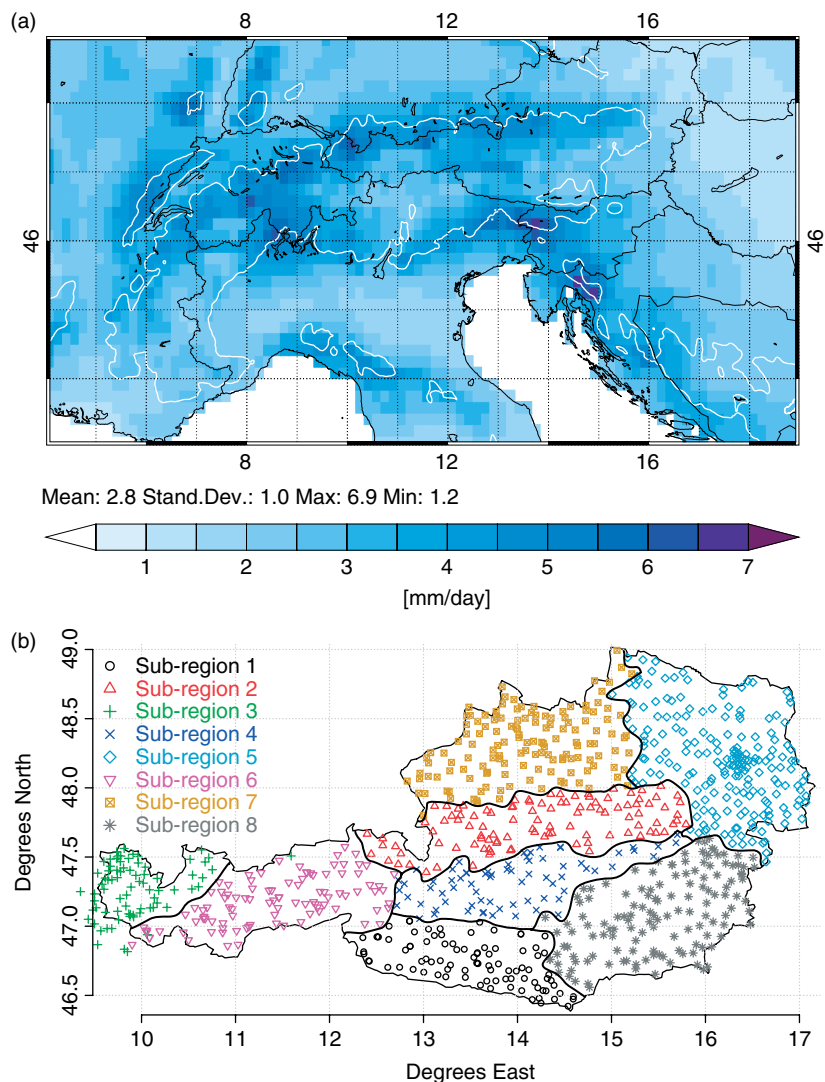 (a)
8 12 16
46 46
8 12 16
Mean: 2.8 Stand.Dev.: 1.0 Max: 6.9 Min: 1.2
1 2 3 4 5 6 7
[mm/day]
(b)
49.0
48.5
48.0
47.5
47.0
46.5
Degrees North
Sub-region 1
Sub-region 2
Sub-region 3
Sub-region 4
Sub-region 5
Sub-region 6
Sub-region 7
Sub-region 8
10 11 12 13 14 15 16 17
Degrees East